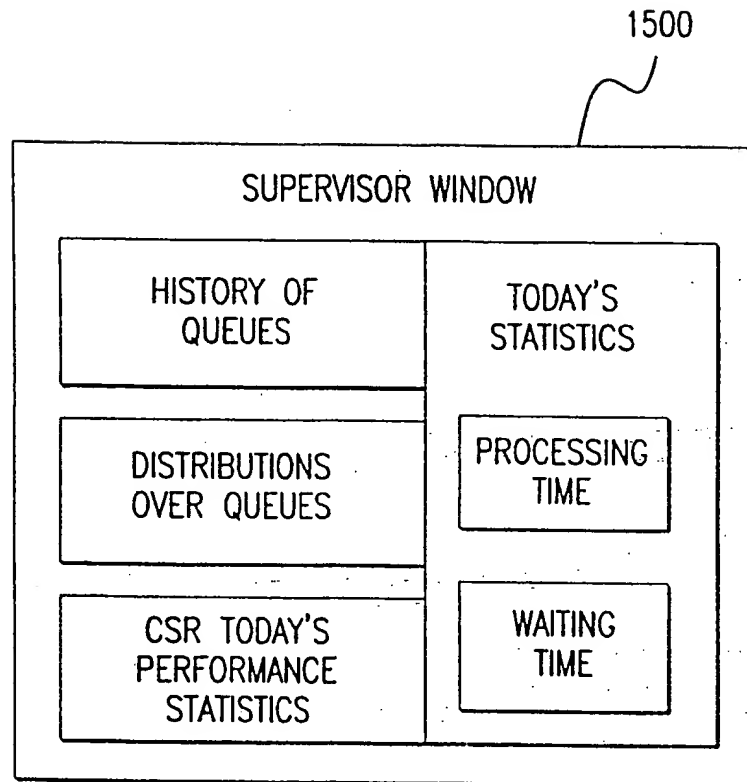 1500
SUPERVISOR WINDOW
HISTORY OF
QUEUES
DISTRIBUTIONS
OVER QUEUES
CSR TODAY'S
PERFORMANCE
STATISTICS
TODAY'S
STATISTICS
PROCESSING
TIME
WAITING
TIME